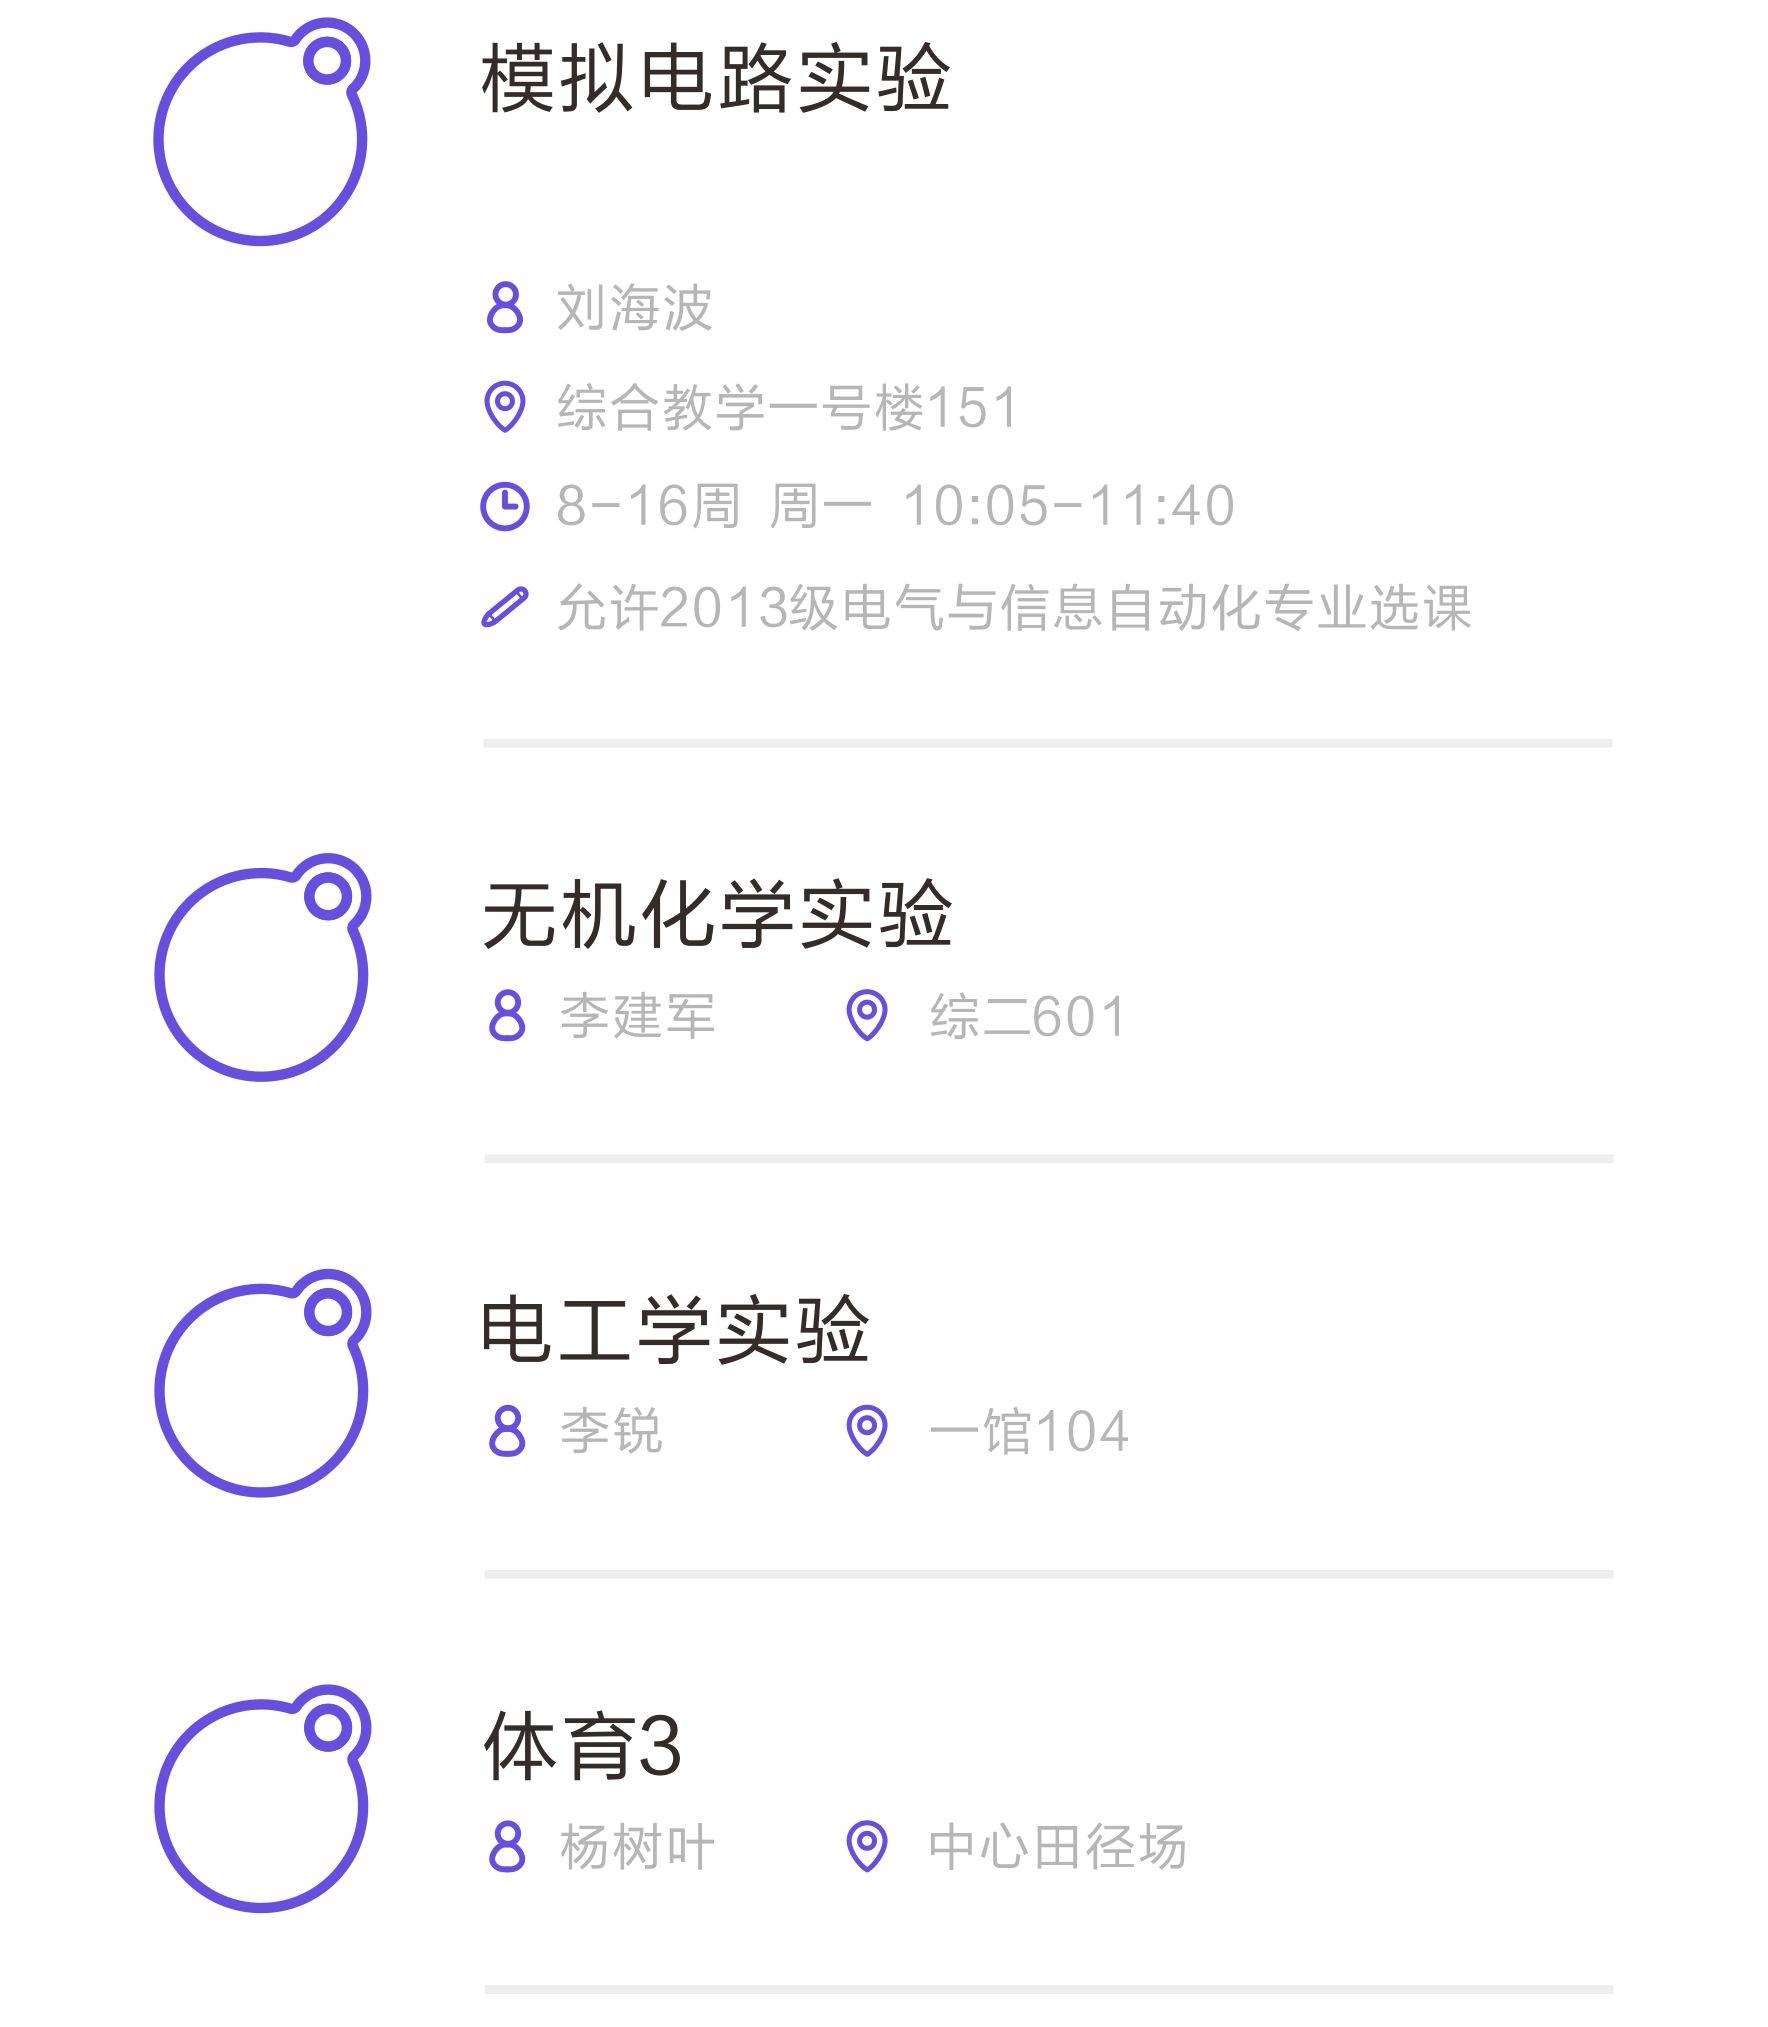 模拟电路实验
刘海波
综合教学一号楼151
8-16周 周一 10:05-11:40
允许2013级电气与信息自动化专业选课
无机化学实验
李建军 综二601
电工学实验
李锐 一馆104
体育3
杨树叶 中心田径场